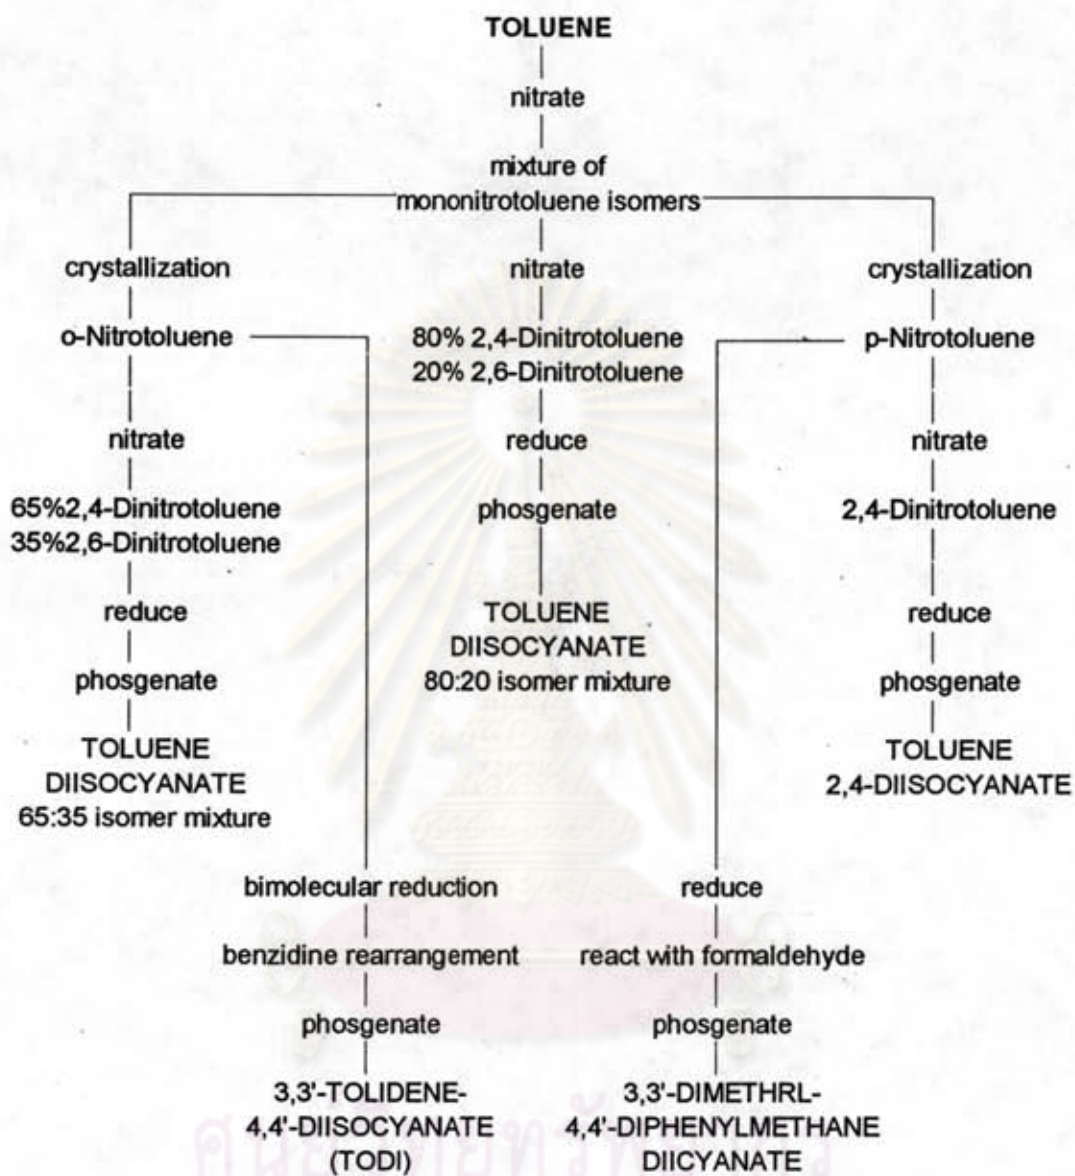 TOLUENE
nitrate
mixture of
mononitrotoluene isomers
crystallization
nitrate
crystallization
o-Nitrotoluene
80% 2,4-Dinitrotoluene
20% 2,6-Dinitrotoluene
p-Nitrotoluene
nitrate
reduce
nitrate
65%2,4-Dinitrotoluene
35%2,6-Dinitrotoluene
phosgenate
2,4-Dinitrotoluene
reduce
TOLUENE
DIISOCYANATE
80:20 isomer mixture
reduce
phosgenate
phosgenate
TOLUENE
DIISOCYANATE
65:35 isomer mixture
TOLUENE
2,4-DIISOCYANATE
bimolecular reduction
reduce
benzidine rearrangement
react with formaldehyde
phosgenate
phosgenate
3,3'-TOLIDENE-
4,4'-DIISOCYANATE
(TODI)
3,3'-DIMETHRL-
4,4'-DIPHENYLMETHANE
DIICYANATE